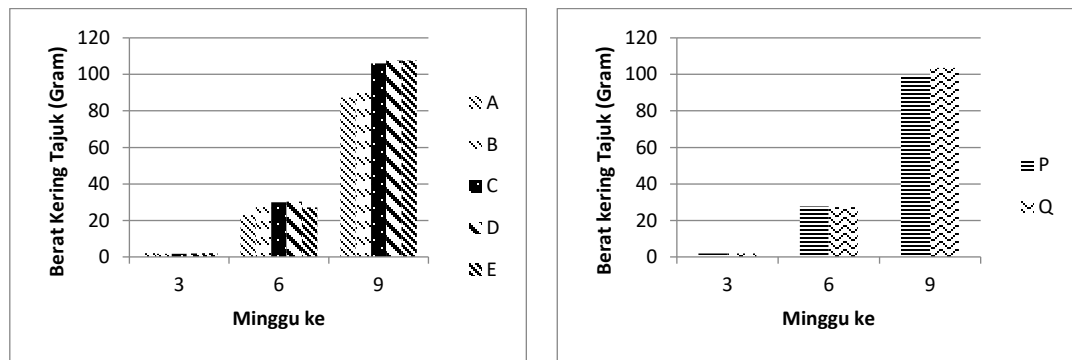 Berat Kering Tajuk (Gram)
120
100
80
60
40
20
0
3
6
9
Minggu ke
A
B
C
D
E
Berat kering Tajuk (Gram)
120
100
80
60
40
20
0
3
6
9
Minggu ke
P
Q